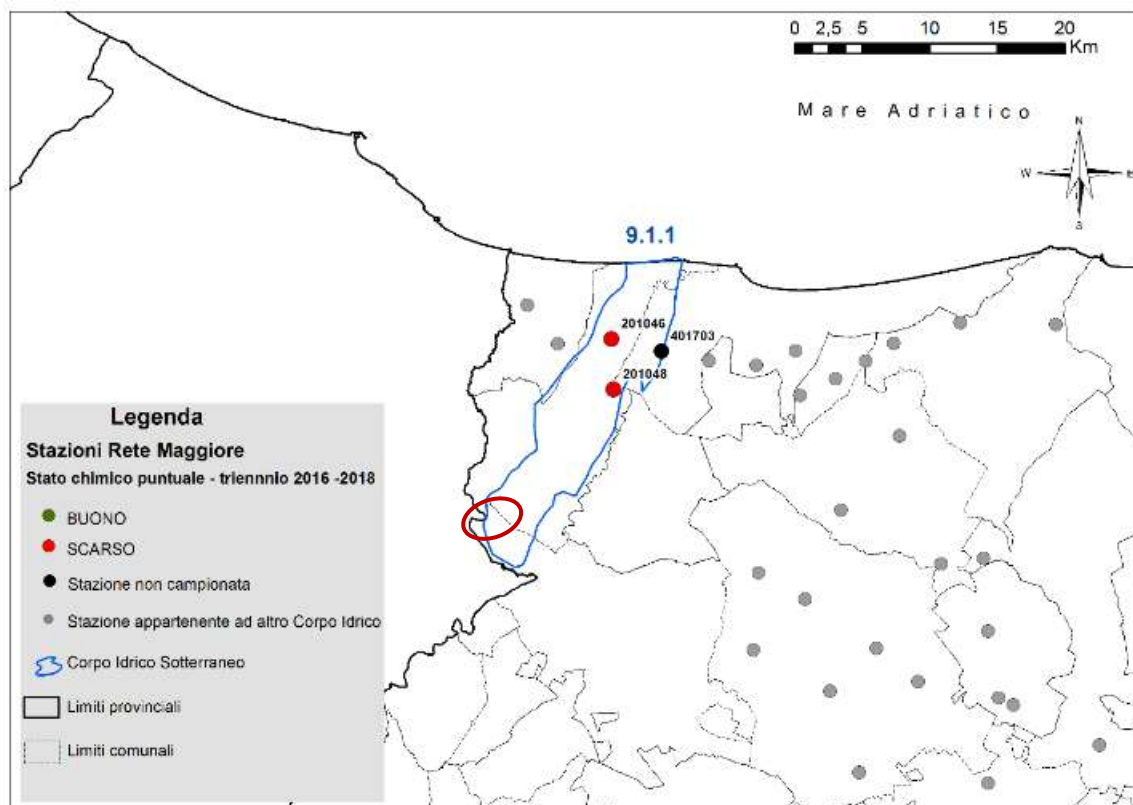 0 2,5 5 10 15 20
Km
Mare Adriatico
N
W E
S
9.1.1
201046
401703
201048
Legenda
Stazioni Rete Maggiore
Stato chimico puntuale - triennnio 2016 -2018
BUONO
SCARSO
Stazione non campionata
Stazione appartenente ad altro Corpo Idrico
Corpo Idrico Sotterraneo
Limiti provinciali
Limiti comunali